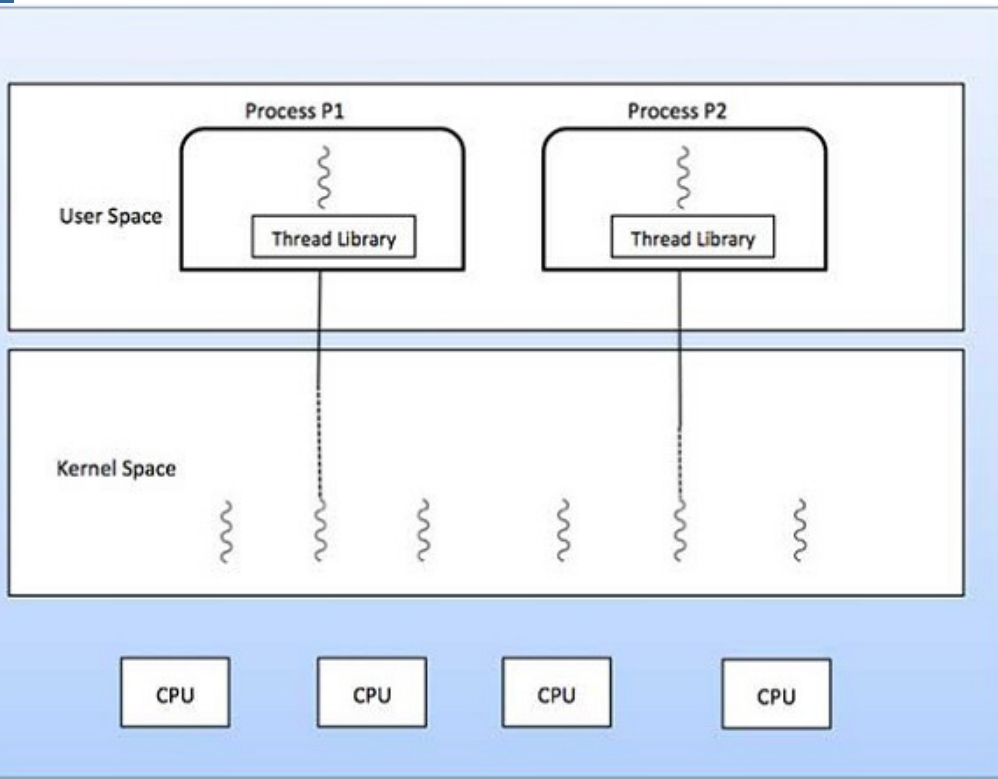 Process P1
Process P2
User Space
Thread Library
Thread Library
Kernel Space
CPU
CPU
CPU
CPU